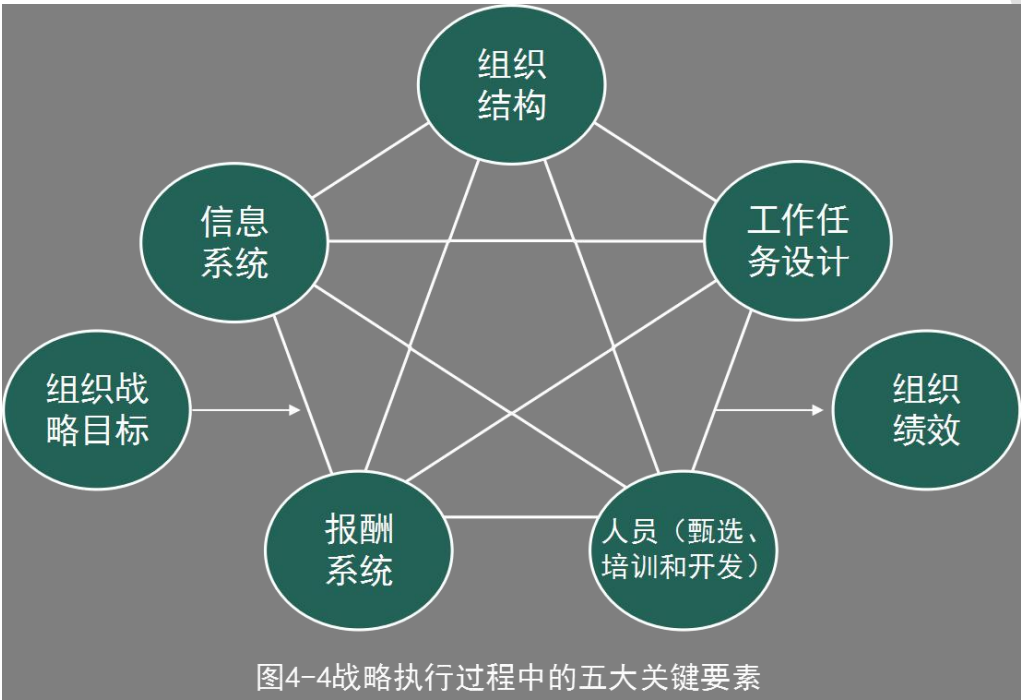 组织
结构
信息
系统
工作任
务设计
组织战
略目标
组织
绩效
报酬
系统
人员（甄选、
培训和开发）
图4-4战略执行过程中的五大关键要素